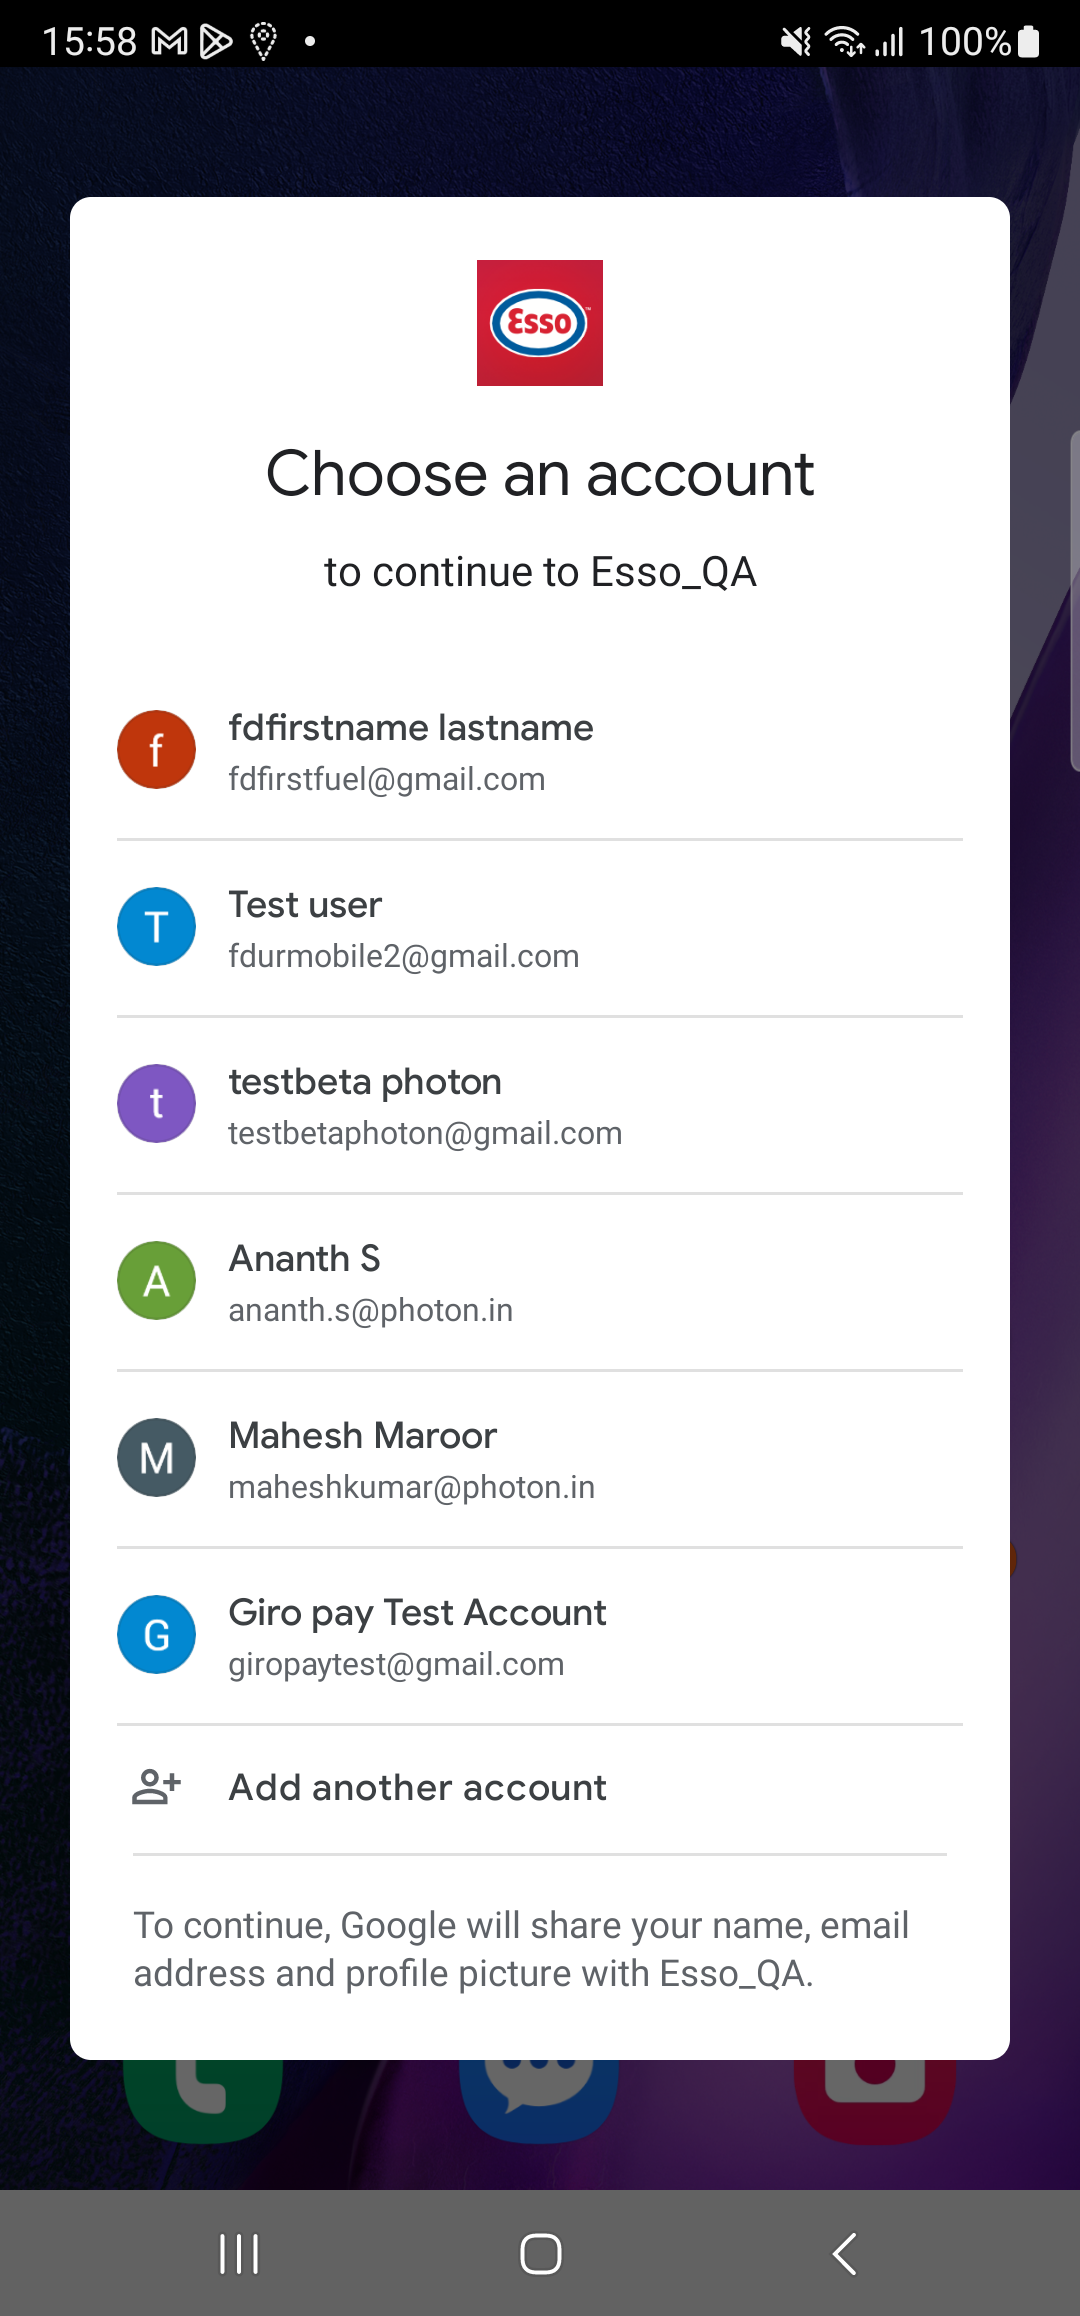 15:58
100%
Esso
Choose an account
to continue to Esso_QA
f
fdfirstname lastname
fdfirstfuel@gmail.com
T
Test user
fdurmobile2@gmail.com
t
testbeta photon
testbetaphoton@gmail.com
A
Ananth S
ananth.s@photon.in
M
Mahesh Maroor
maheshkumar@photon.in
G
Giro pay Test Account
giropaytest@gmail.com
Add another account
To continue, Google will share your name, email
address and profile picture with Esso_QA.